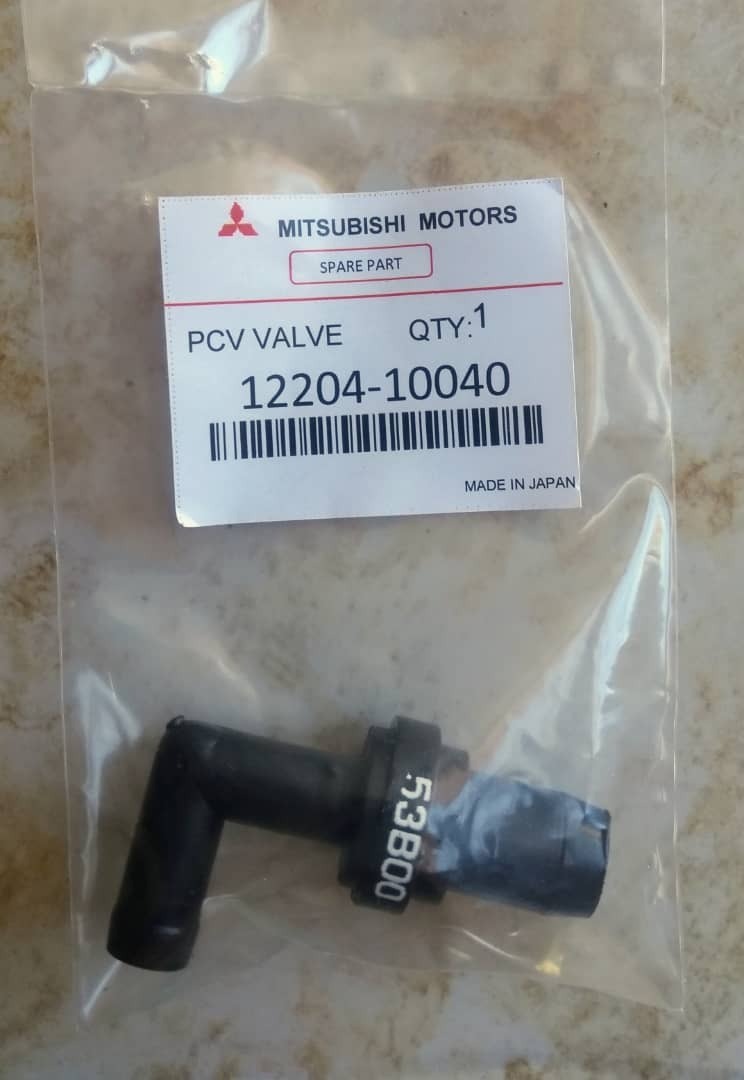 MITSUBISHI MOTORS
SPARE PART
PCV VALVE QTY:1
12204-10040
MADE IN JAPAN
53B00